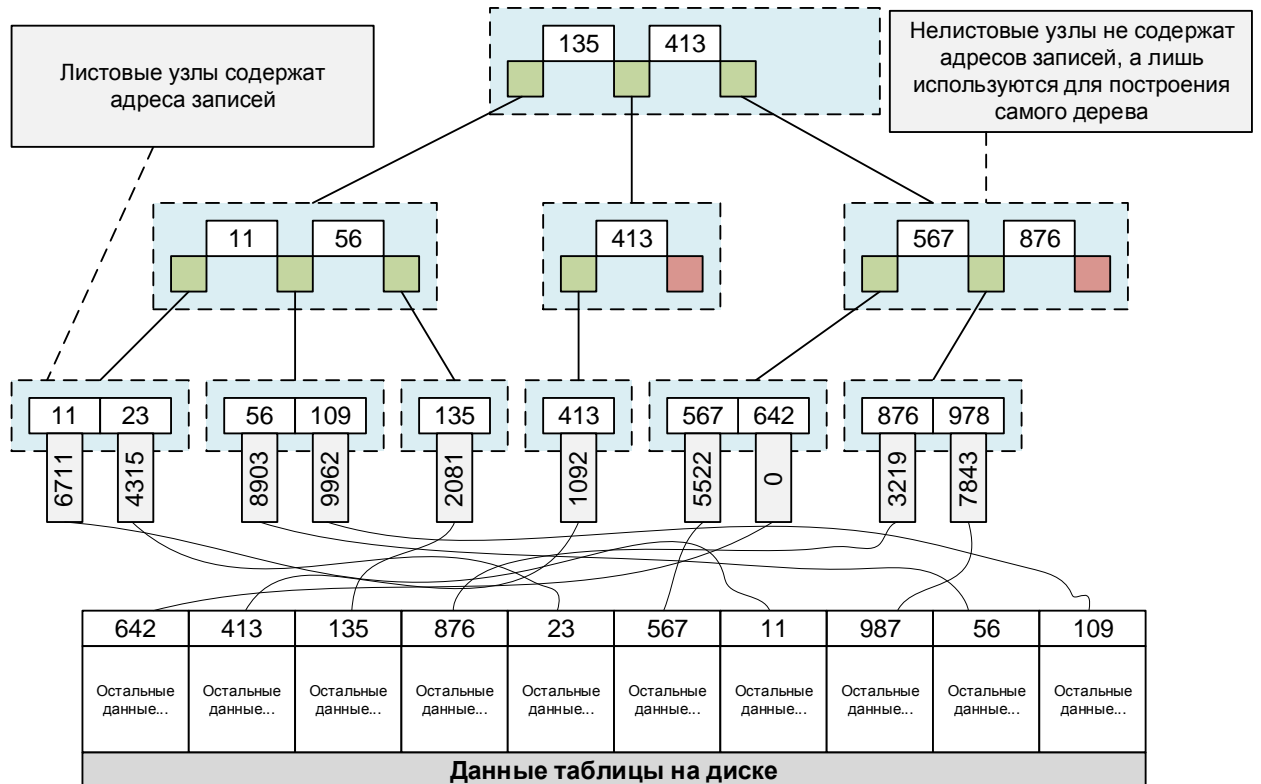 135 413
Листовые узлы содержат
адреса записей
Нелистовые узлы не содержат
адресов записей, а лишь
используются для построения
самого дерева
11 56
413
567 876
11 23
56 109
135
413
567 642
876 978
6711
4315
8903
9962
2081
1092
5522
0
3219
7843
642 413 135 876 23 567 11 987 56 109
Остальные Остальные Остальные Остальные Остальные Остальные Остальные Остальные Остальные Остальные
данные... данные... данные... данные... данные... данные... данные... данные... данные... данные...
Данные таблицы на диске